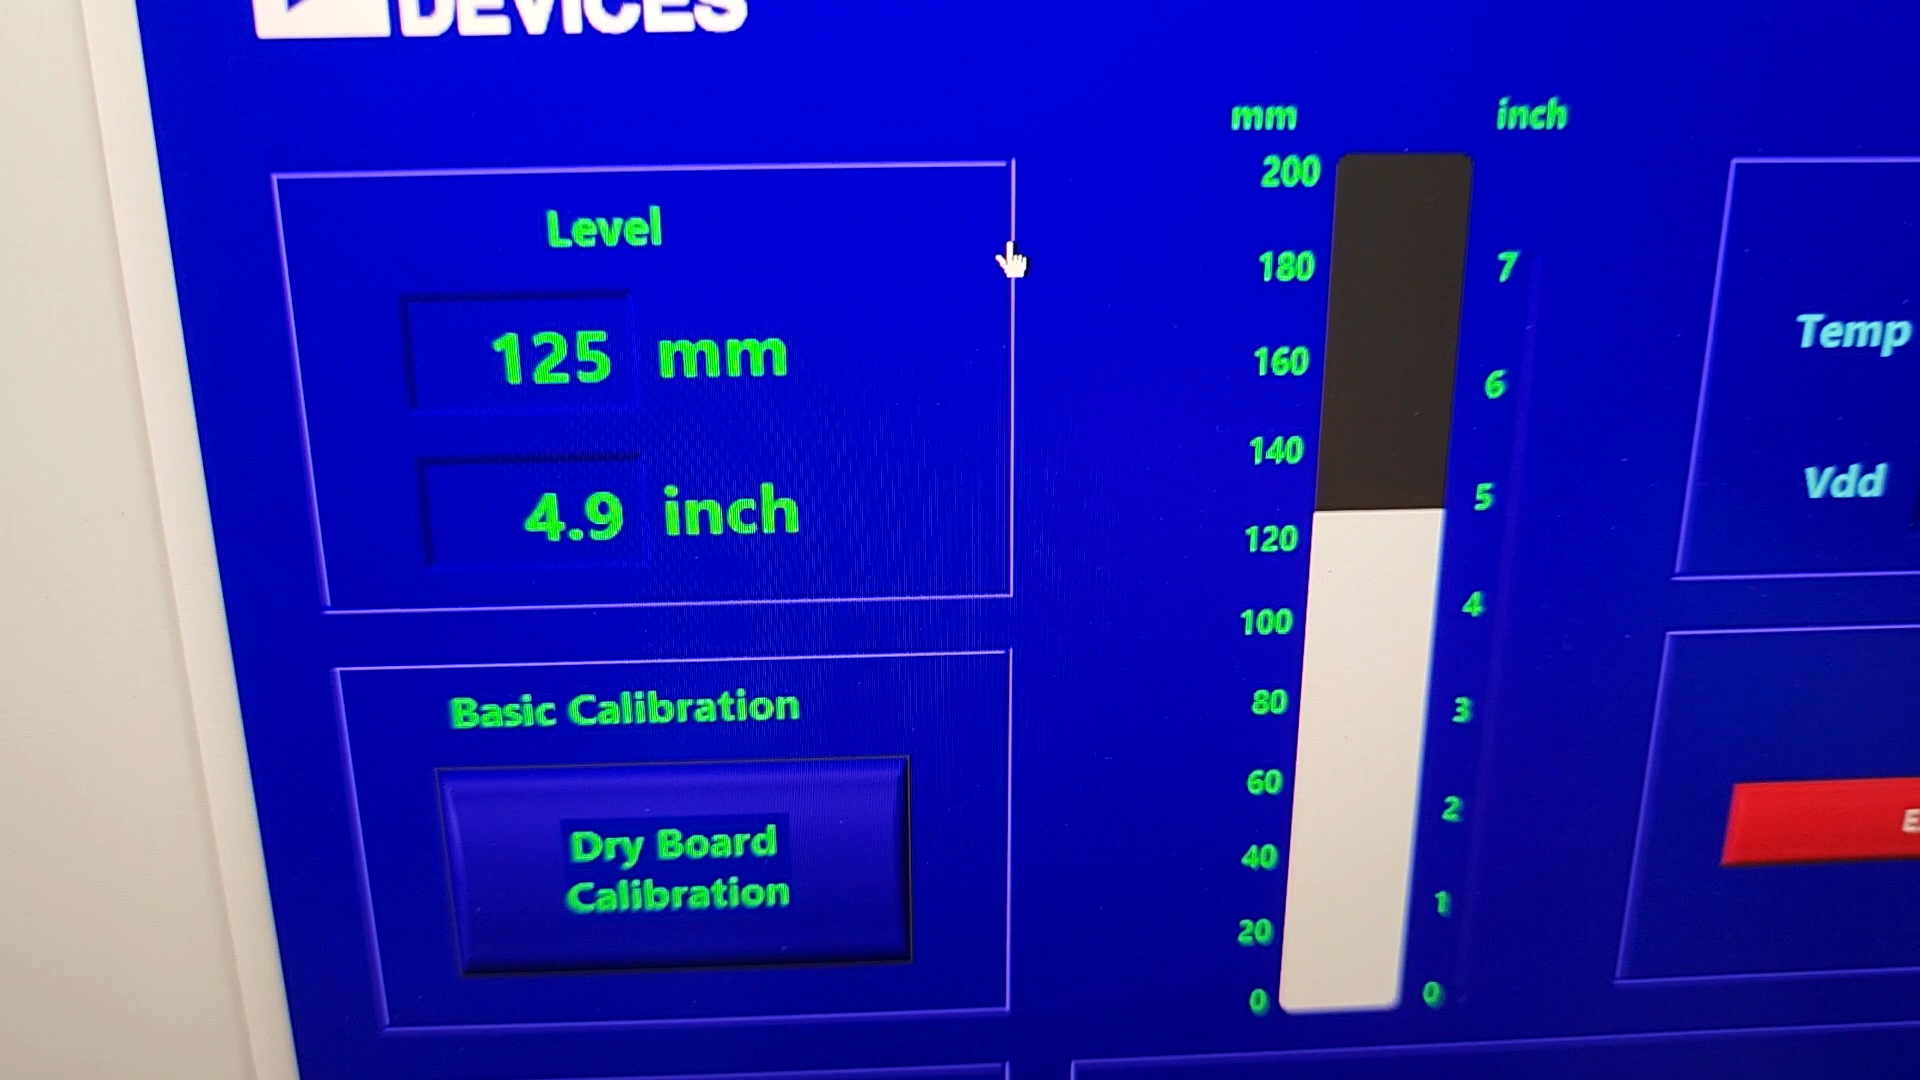 DEVICES
Level
125 mm
4.9 inch
Basic Calibration
Dry Board
Calibration
mm
inch
200
180
160
140
120
100
80
60
40
20
0
7
6
5
4
3
2
1
0
Temp
Vdd